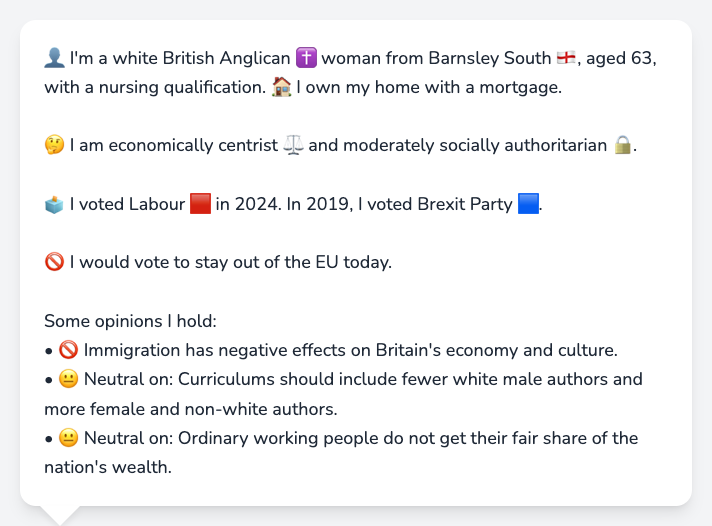 👤 I'm a white British Anglican ✝️ woman from Barnsley South 🏴󠁧󠁢󠁥󠁮󠁧󠁿, aged 63,
with a nursing qualification. 🏠 I own my home with a mortgage.
🤔 I am economically centrist ⚖️ and moderately socially authoritarian 🔒.
🗳️ I voted Labour 🟥 in 2024. In 2019, I voted Brexit Party 🟦.
🚫 I would vote to stay out of the EU today.
Some opinions I hold:
• 🚫 Immigration has negative effects on Britain's economy and culture.
• 😐 Neutral on: Curriculums should include fewer white male authors and
more female and non-white authors.
• 😐 Neutral on: Ordinary working people do not get their fair share of the
nation's wealth.